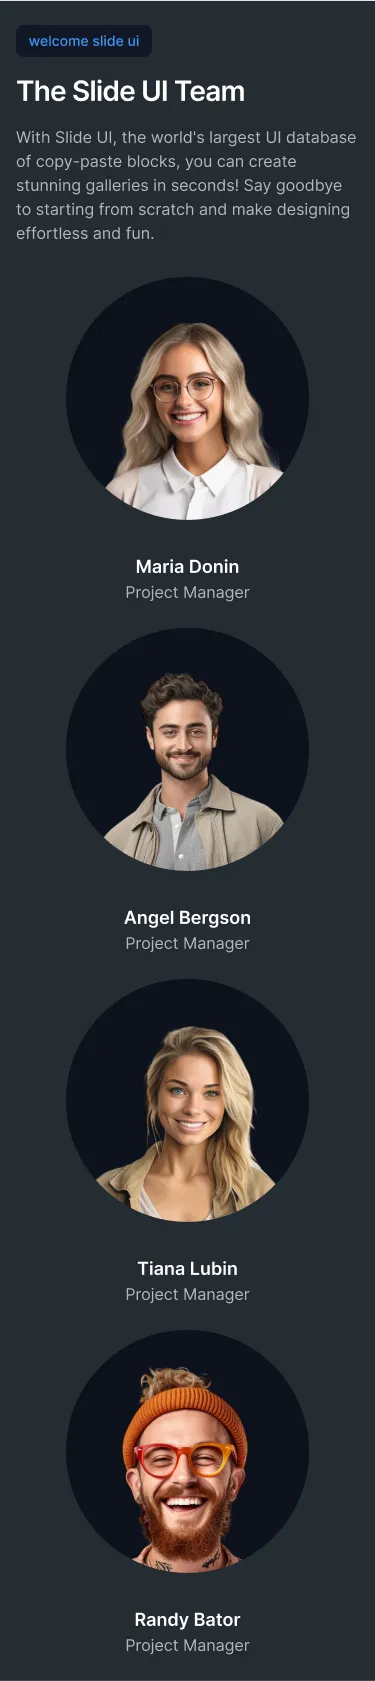 welcome slide ui
The Slide UI Team
With Slide UI, the world's largest UI database
of copy-paste blocks, you can create
stunning galleries in seconds! Say goodbye
to starting from scratch and make designing
effortless and fun.
Maria Donin
Project Manager
Angel Bergson
Project Manager
Tiana Lubin
Project Manager
Randy Bator
Project Manager